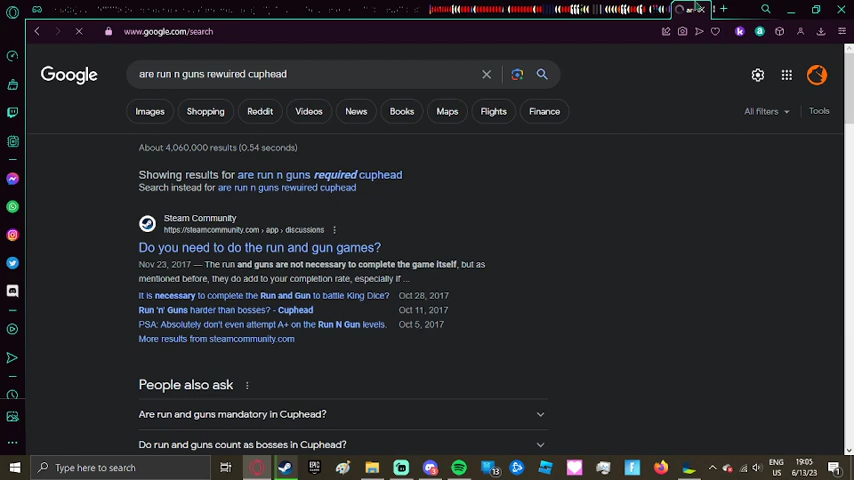 www.google.com/search
Google
are run n guns rewuired cuphead
Images
Shopping
Reddit
Videos
News
Books
Maps
Flights
Finance
All filters
Tools
About 4,060,000 results (0.54 seconds)
Showing results for are run n guns required cuphead
Search instead for are run n guns rewuired cuphead
Steam Community
https://steamcommunity.com › app › discussions
Do you need to do the run and gun games?
Nov 23, 2017 — The run and guns are not necessary to complete the game itself, but as
mentioned before, they do add to your completion rate, especially if ...
It is necessary to complete the Run and Gun to battle King Dice? Oct 28, 2017
Run 'n' Guns harder than bosses? - Cuphead Oct 11, 2017
PSA: Absolutely don't even attempt A+ on the Run N Gun levels. Oct 5, 2017
More results from steamcommunity.com
People also ask
Are run and guns mandatory in Cuphead?
Do run and guns count as bosses in Cuphead?
Type here to search
EPIC
13
ENG
US
19:05
6/13/23
1